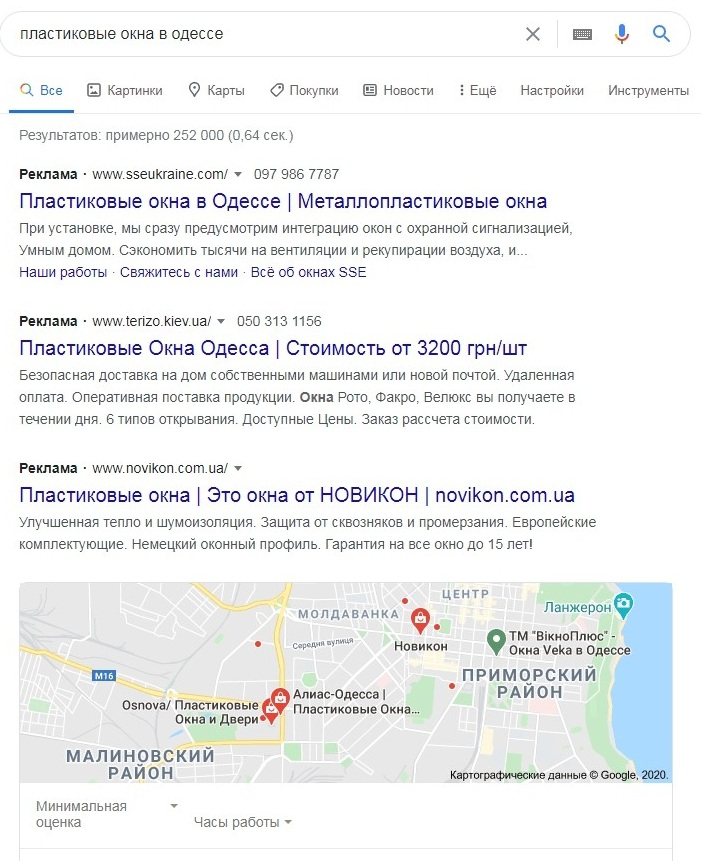 пластиковые окна в одессе
Все Картинки Карты Покупки Новости Ещё Настройки Инструменты
Результатов: примерно 252 000 (0,64 сек.)
Реклама · www.sseukraine.com/ 097 986 7787
Пластиковые окна в Одессе | Металлопластиковые окна
При установке, мы сразу предусмотрим интеграцию окон с охранной сигнализацией,
Умным домом. Сэкономить тысячи на вентиляции и рекупирации воздуха, и...
Наши работы · Свяжитесь с нами · Всё об окнах SSE
Реклама · www.terizo.kiev.ua/ 050 313 1156
Пластиковые Окна Одесса | Стоимость от 3200 грн/шт
Безопасная доставка на дом собственными машинами или новой почтой. Удаленная
оплата. Оперативная поставка продукции. Окна Рото, Факро, Велюкс вы получаете в
течении дня. 6 типов открывания. Доступные Цены. Заказ рассчета стоимости.
Реклама · www.novikon.com.ua/
Пластиковые окна | Это окна от НОВИКОН | novikon.com.ua
Улучшенная тепло и шумоизоляция. Защита от сквозняков и промерзания. Европейские
комплектующие. Немецкий оконный профиль. Гарантия на все окно до 15 лет!
ЦЕНТР
Ланжерон
МОЛДАВАНКА
Середня вулиця
Новикон
ТМ "ВікноПлюс" -
Окна Veka в Одессе
М16
ПРИМОРСКИЙ
РАЙОН
Osnova/ Пластиковые
Окна и Двери
Алиас-Одесса |
Пластиковые Окна...
МАЛИНОВСКИЙ
РАЙОН
Картографические данные © Google, 2020.
Минимальная
оценка
Часы работы